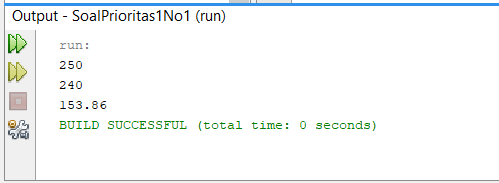 Output - SoalPrioritas1No1 (run)
run:
250
240
153.86
BUILD SUCCESSFUL (total time: 0 seconds)